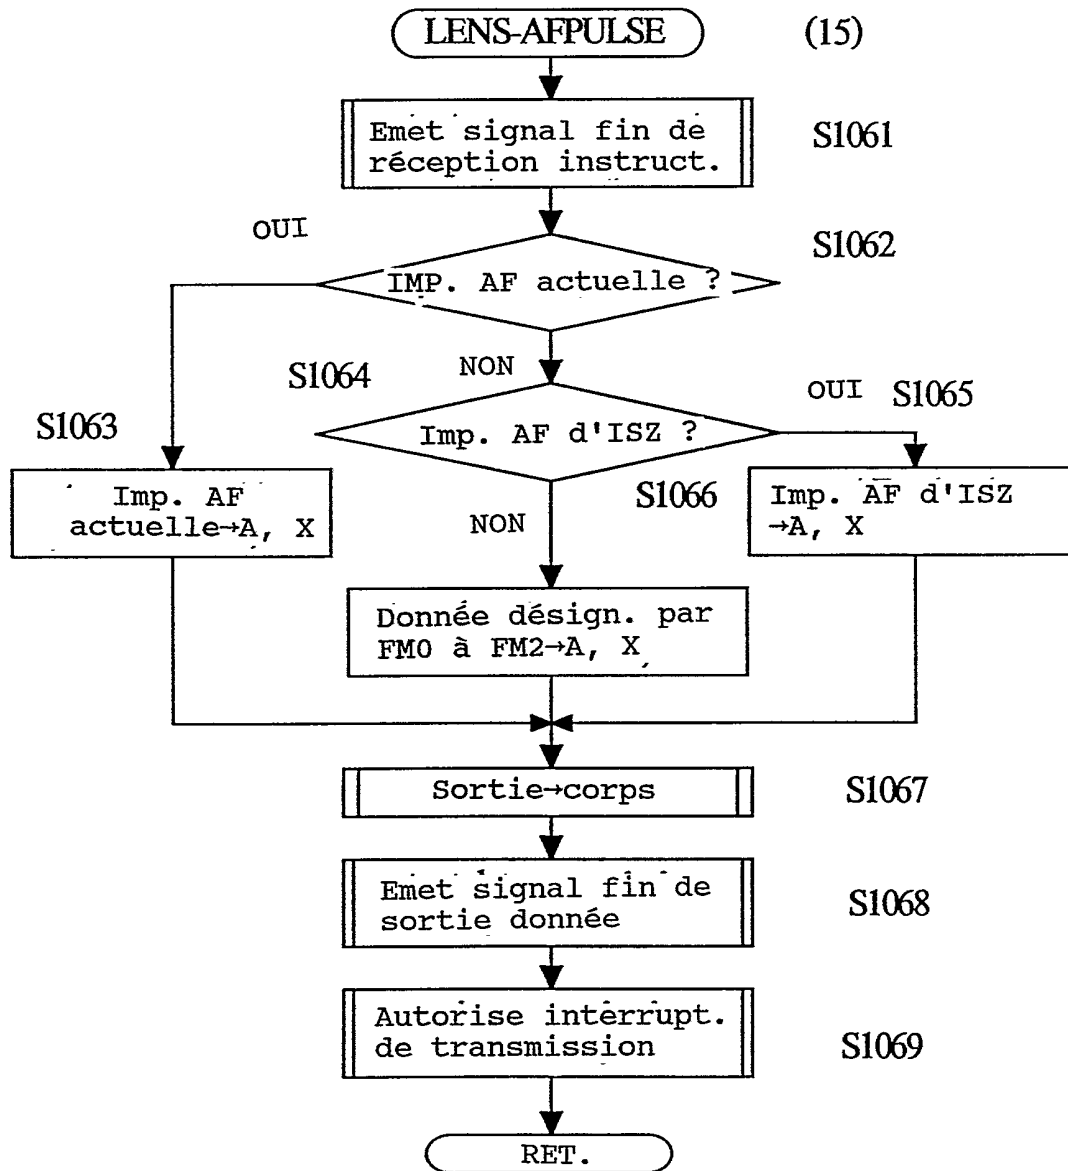 LENS-AFPULSE
(15)
Emet signal fin de
réception instruct.
S1061
OUI
S1062
IMP. AF actuelle ?
NON
S1064
OUI
S1065
S1063
Imp. AF d'ISZ ?
Imp. AF
actuelle→A, X
S1066
Imp. AF d'ISZ
→A, X
NON
Donnée désign. par
FM0 à FM2→A, X
Sortie→corps
S1067
Emet signal fin de
sortie donnée
S1068
Autorise interrupt.
de transmission
S1069
RET.